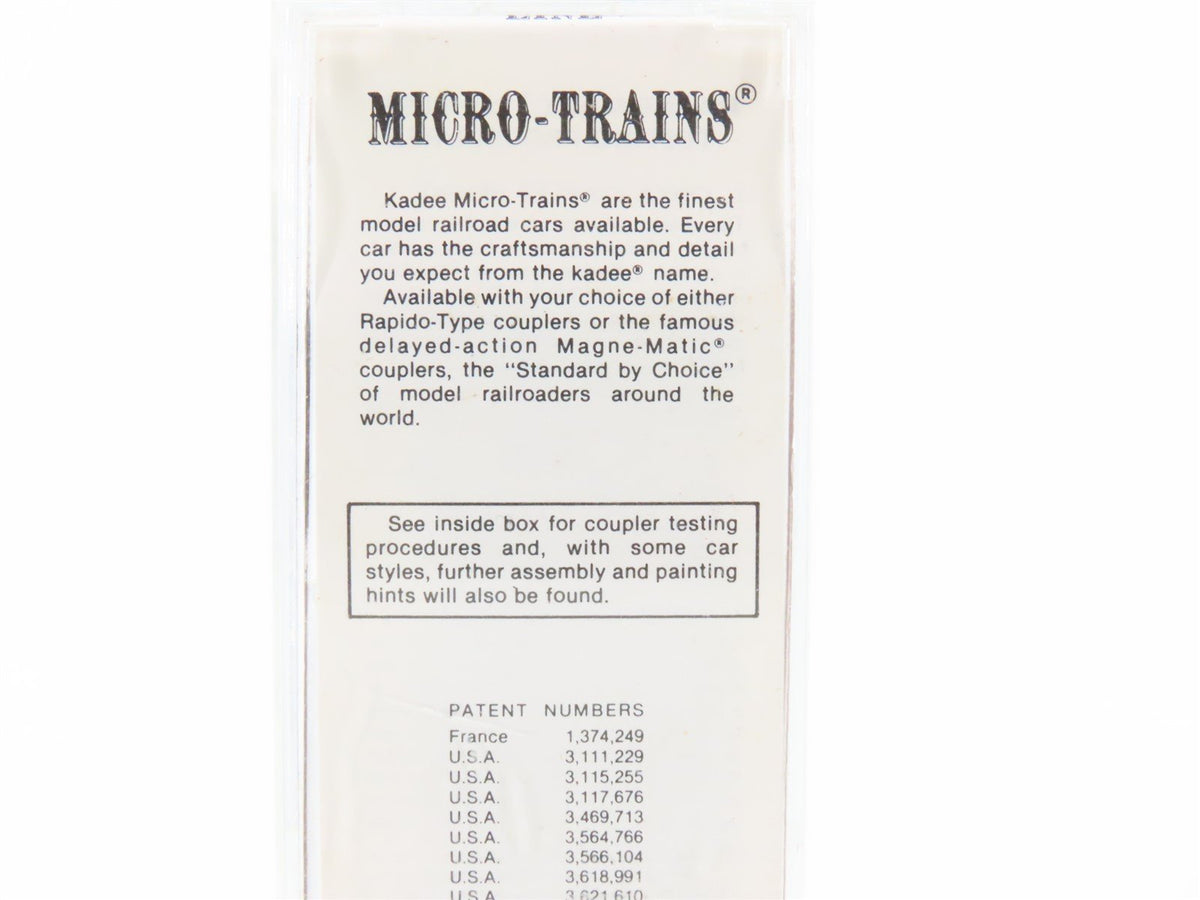 MICRO-TRAINS®
Kadee Micro-Trains® are the finest
model railroad cars available. Every
car has the craftsmanship and detail
you expect from the kadee® name.
Available with your choice of either
Rapido-Type couplers or the famous
delayed-action Magne-Matic®
couplers, the “Standard by Choice”
of model railroaders around the
world.
See inside box for coupler testing
procedures and, with some car
styles, further assembly and painting
hints will also be found.
PATENT NUMBERS
France 1,374,249
U.S.A. 3,111,229
U.S.A. 3,115,255
U.S.A. 3,117,676
U.S.A. 3,469,713
U.S.A. 3,564,766
U.S.A. 3,566,104
U.S.A. 3,618,991
U.S.A. 3,621,610